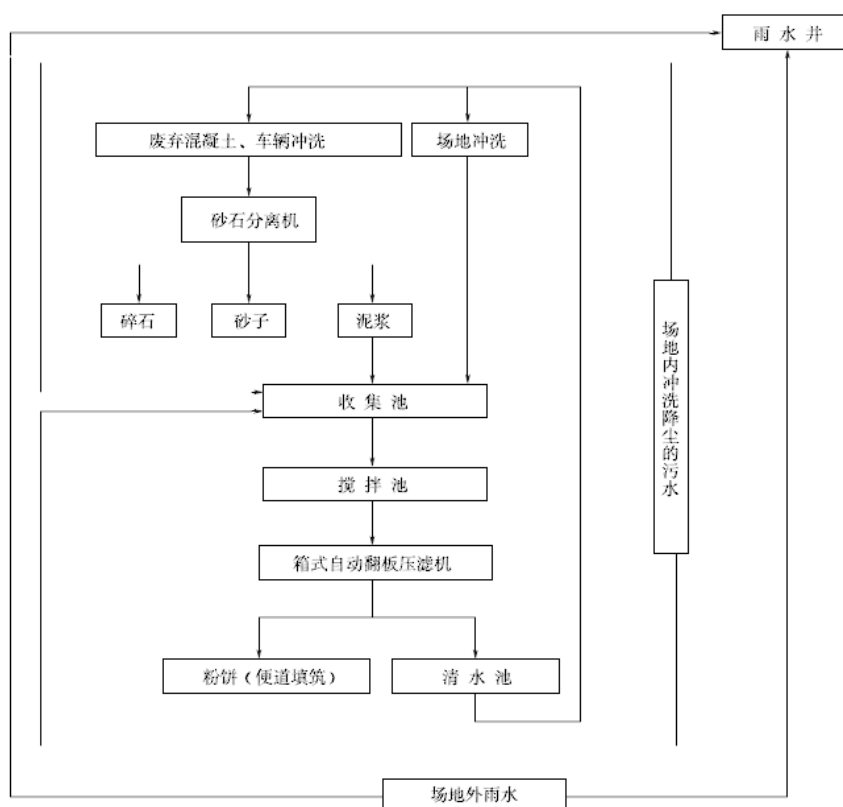 雨水井
废弃混凝土、车辆冲洗
场地冲洗
砂石分离机
碎石
砂子
泥浆
收集池
搅拌池
箱式自动翻板压滤机
粉饼(便道填筑)
清水池
场地内冲洗降尘的污水
场地外雨水